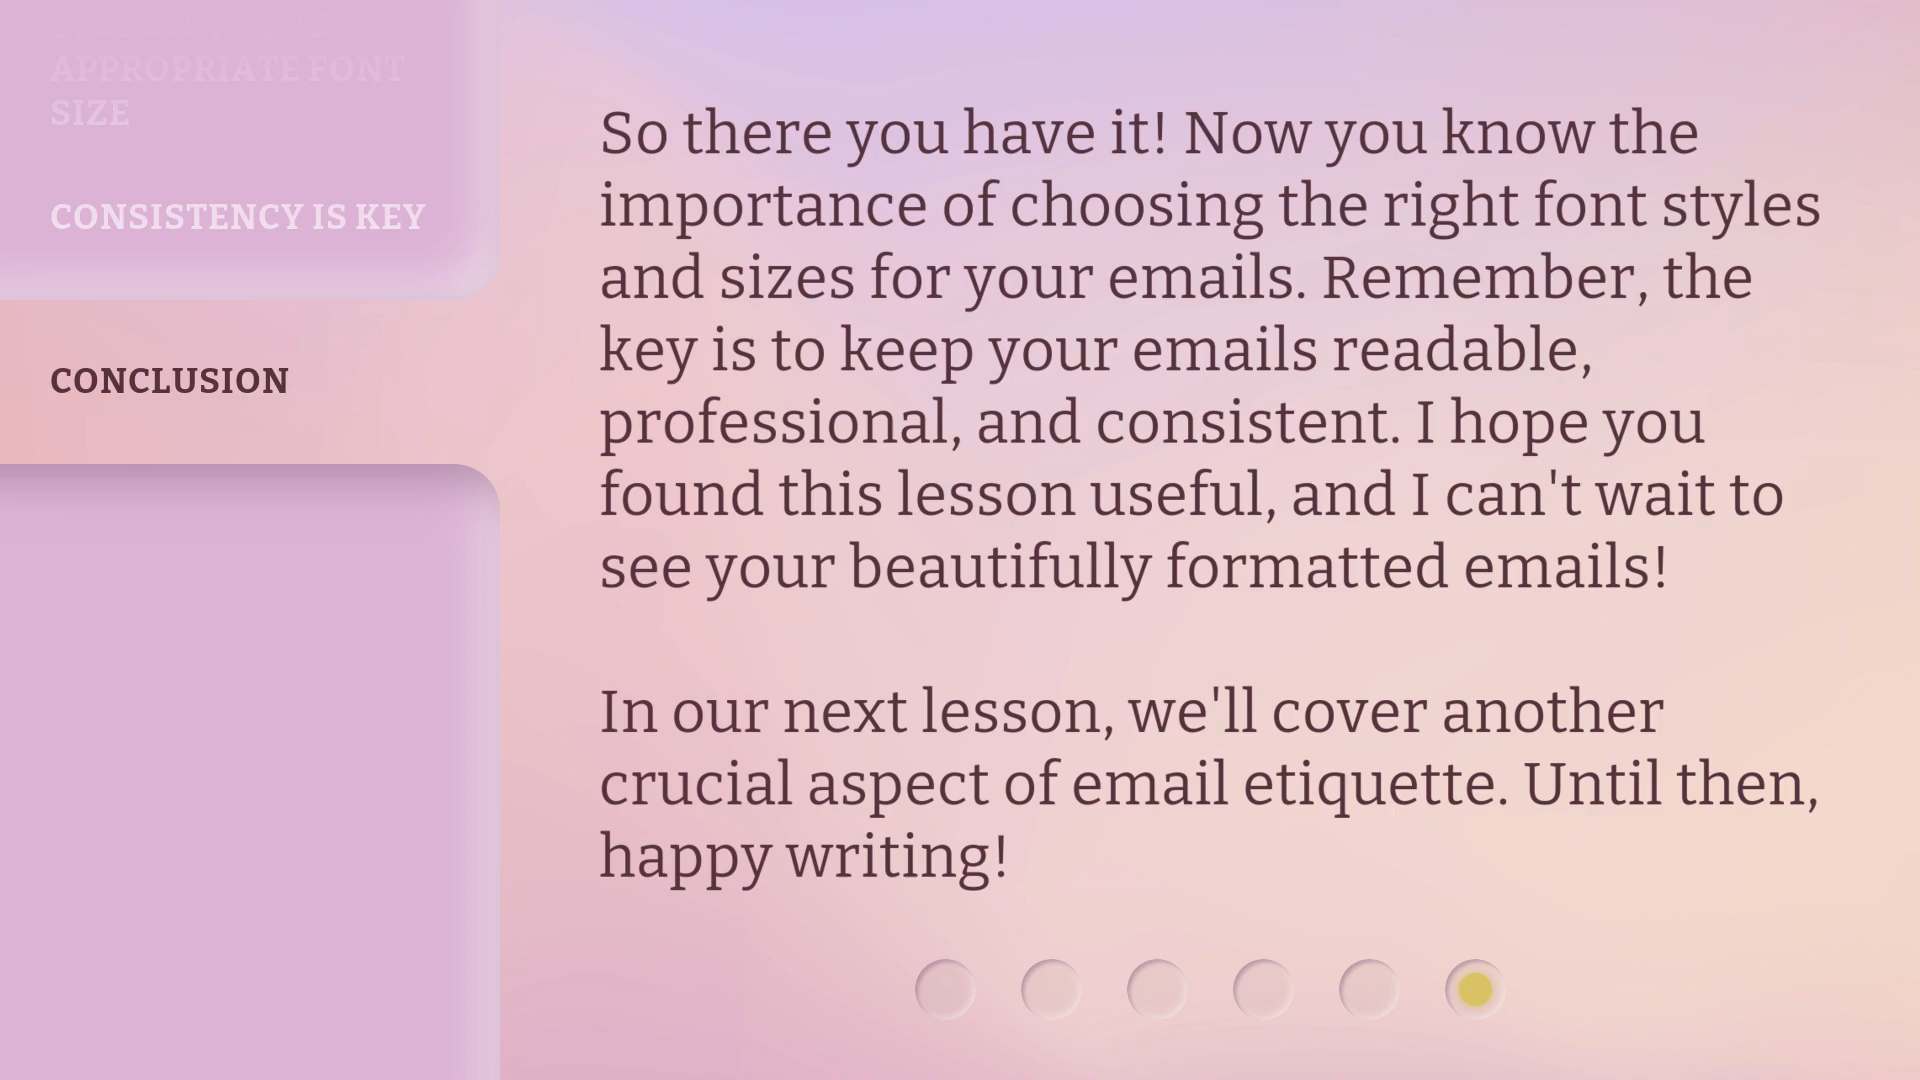 SELECTING THE
APPROPRIATE FONT
SIZE
CONSISTENCY IS KEY
CONCLUSION
So there you have it! Now you know the
importance of choosing the right font styles
and sizes for your emails. Remember, the
key is to keep your emails readable,
professional, and consistent. I hope you
found this lesson useful, and I can't wait to
see your beautifully formatted emails!
In our next lesson, we'll cover another
crucial aspect of email etiquette. Until then,
happy writing!